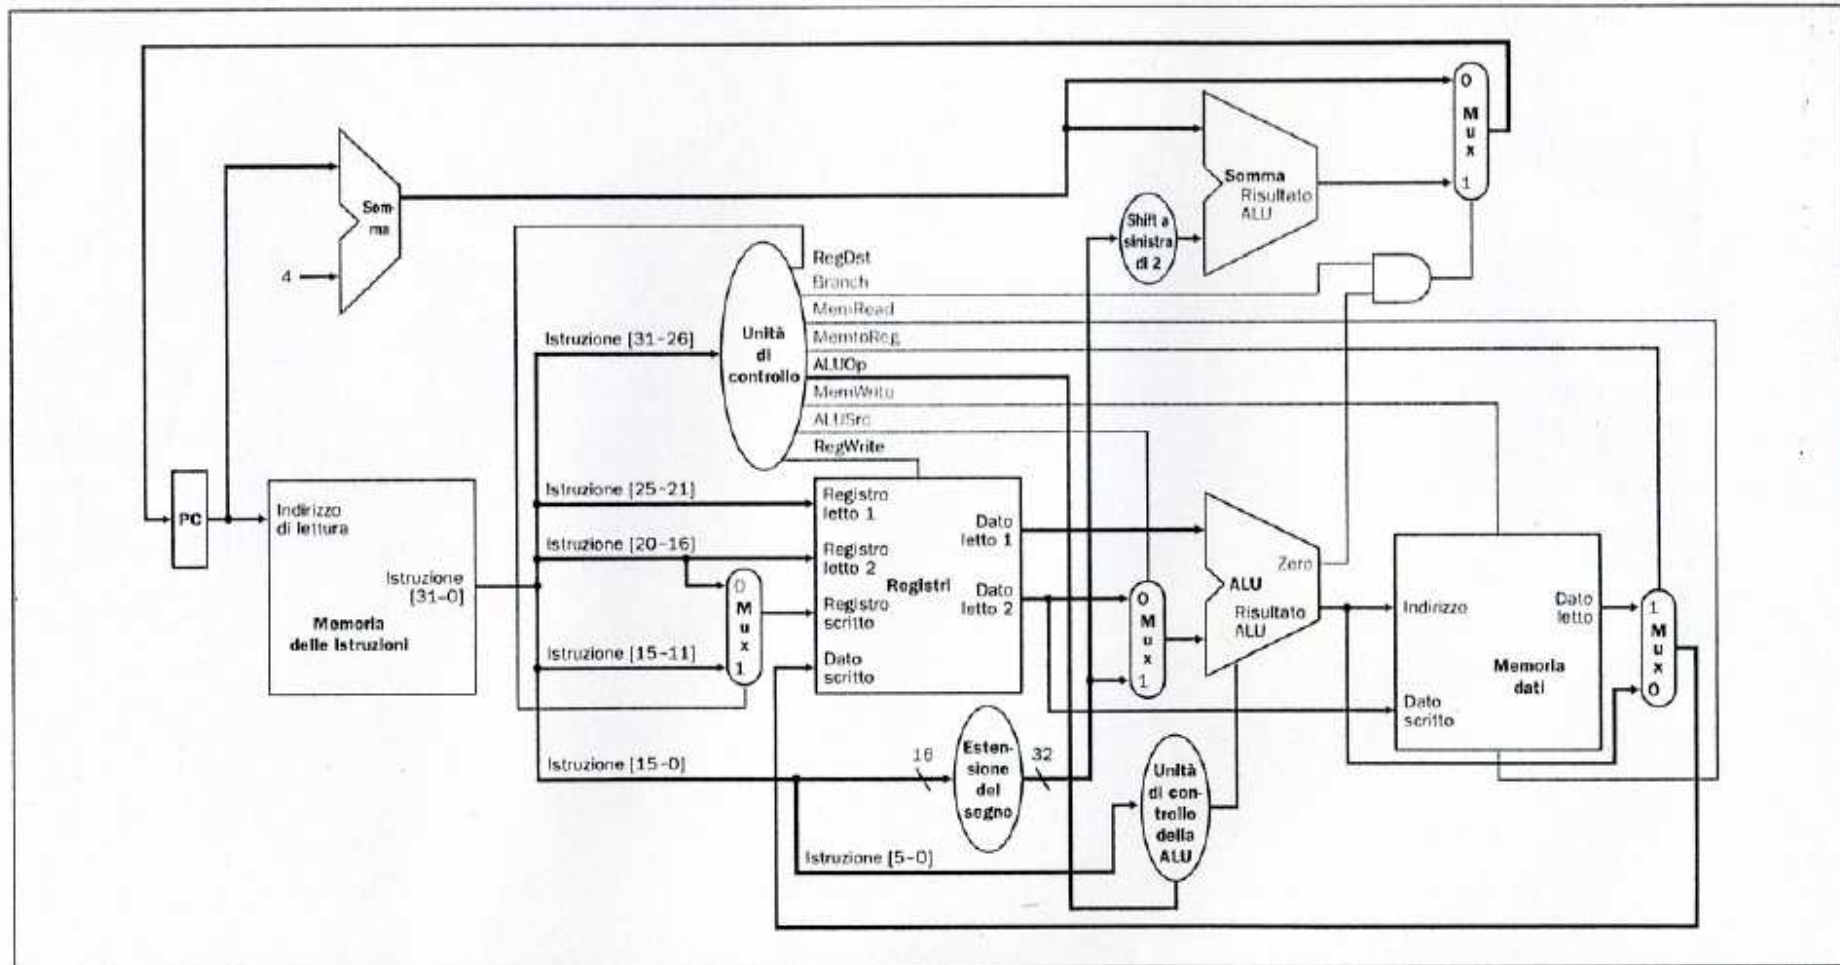 0
M
u
x
1
Som-
ma
4
Somma
Risultato
ALU
Shift a
sinistra
di 2
RegDst
Branch
MemRead
MemtoReg
ALUOp
MemWrite
ALUSrc
RegWrite
Unità
di
controllo
Istruzione [31-26]
Istruzione [25-21]
Istruzione [20-16]
Istruzione [15-11]
Istruzione [15-0]
Istruzione [5-0]
PC
Indirizzo
di lettura
Istruzione
[31-0]
Memoria
delle Istruzioni
0
M
u
x
1
Registro
letto 1
Registro
letto 2
Registro
scritto
Dato
scritto
Registri
Dato
letto 1
Dato
letto 2
0
M
u
x
1
Zero
ALU
Risultato
ALU
Indirizzo
Dato
letto
Memoria
dati
Dato
scritto
1
M
u
x
0
16
Esten-
sione
del
segno
32
Unità
di con-
trollo
della
ALU